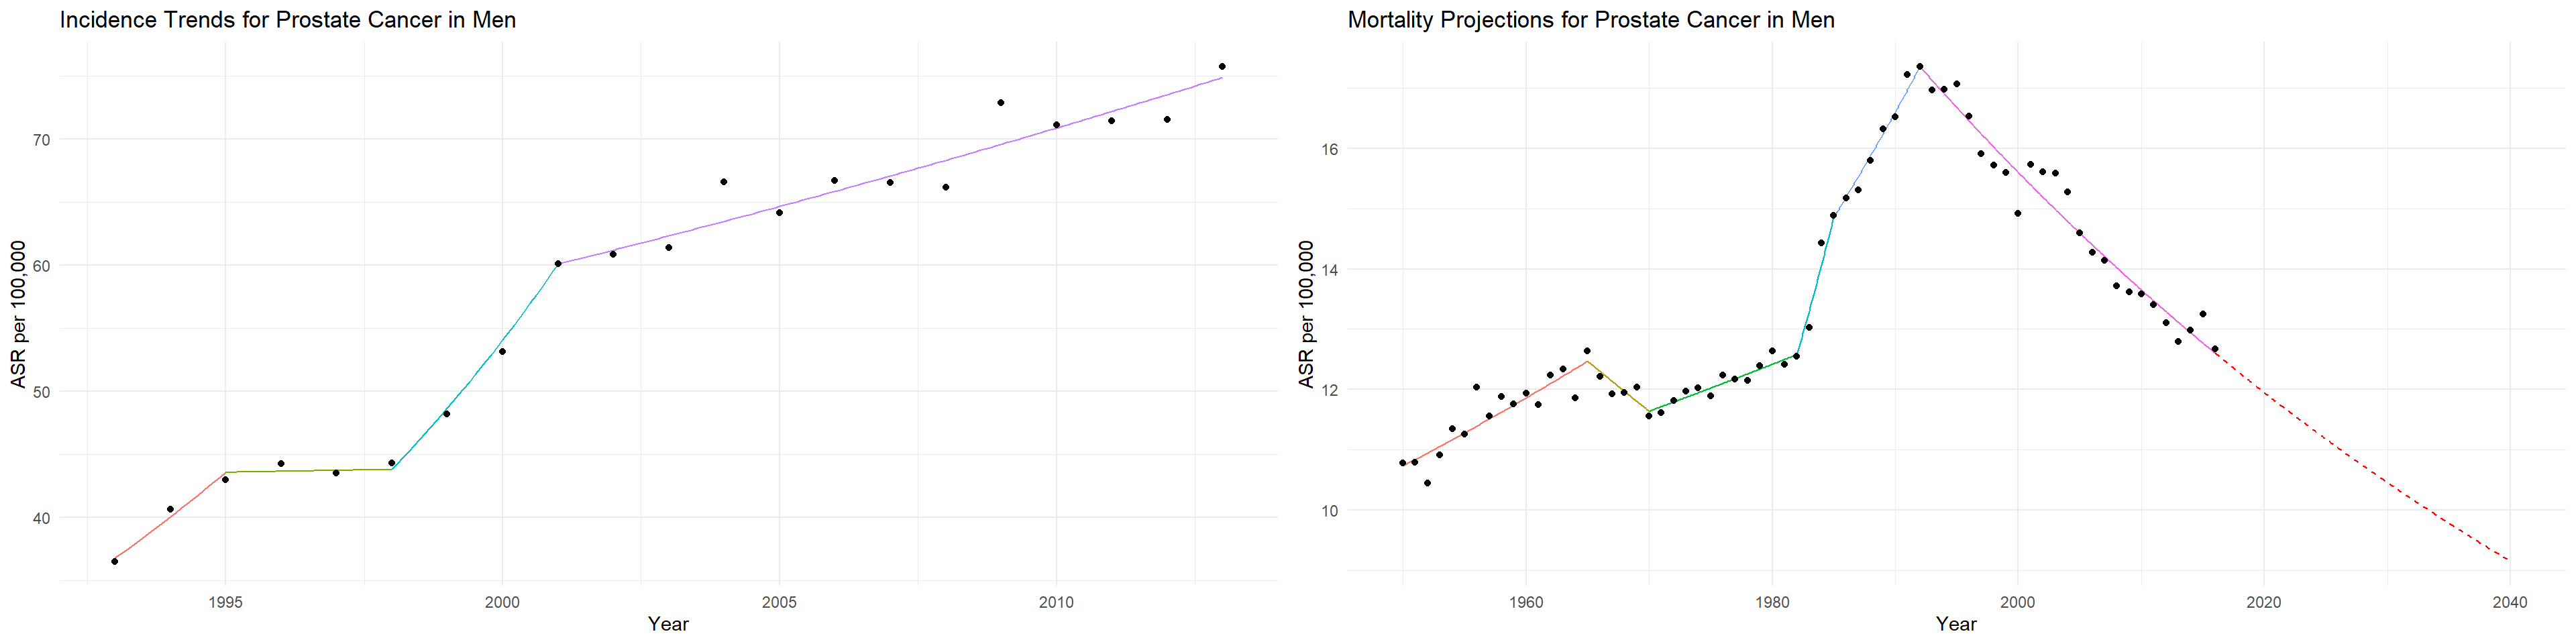 Incidence Trends for Prostate Cancer in Men
ASR per 100,000
70
60
50
40
1995
2000
2005
2010
Year
Mortality Projections for Prostate Cancer in Men
ASR per 100,000
16
14
12
10
1960
1980
2000
2020
2040
Year